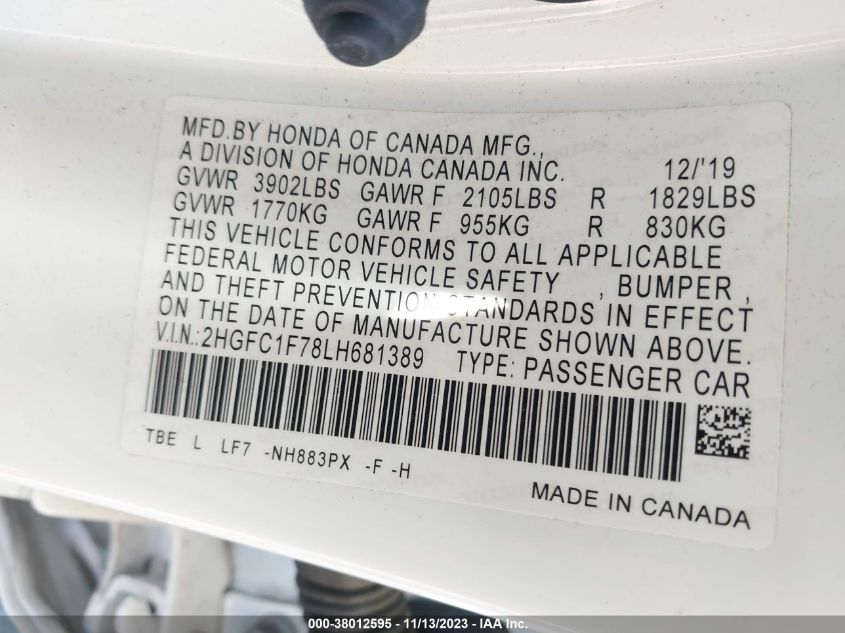 MFD.BY HONDA OF CANADA MFG.,
A DIVISION OF HONDA CANADA INC. 12/'19
GVWR 3902LBS GAWR F 2105LBS R 1829LBS
GVWR 1770KG GAWR F 955KG R 830KG
THIS VEHICLE CONFORMS TO ALL APPLICABLE
FEDERAL MOTOR VEHICLE SAFETY , BUMPER ,
AND THEFT PREVENTION STANDARDS IN EFFECT
ON THE DATE OF MANUFACTURE SHOWN ABOVE.
V.I.N.:2HGFC1F78LH681389 TYPE: PASSENGER CAR
TBE L LF7 -NH883PX -F -H
MADE IN CANADA
000-38012595 - 11/13/2023 - IAA Inc.